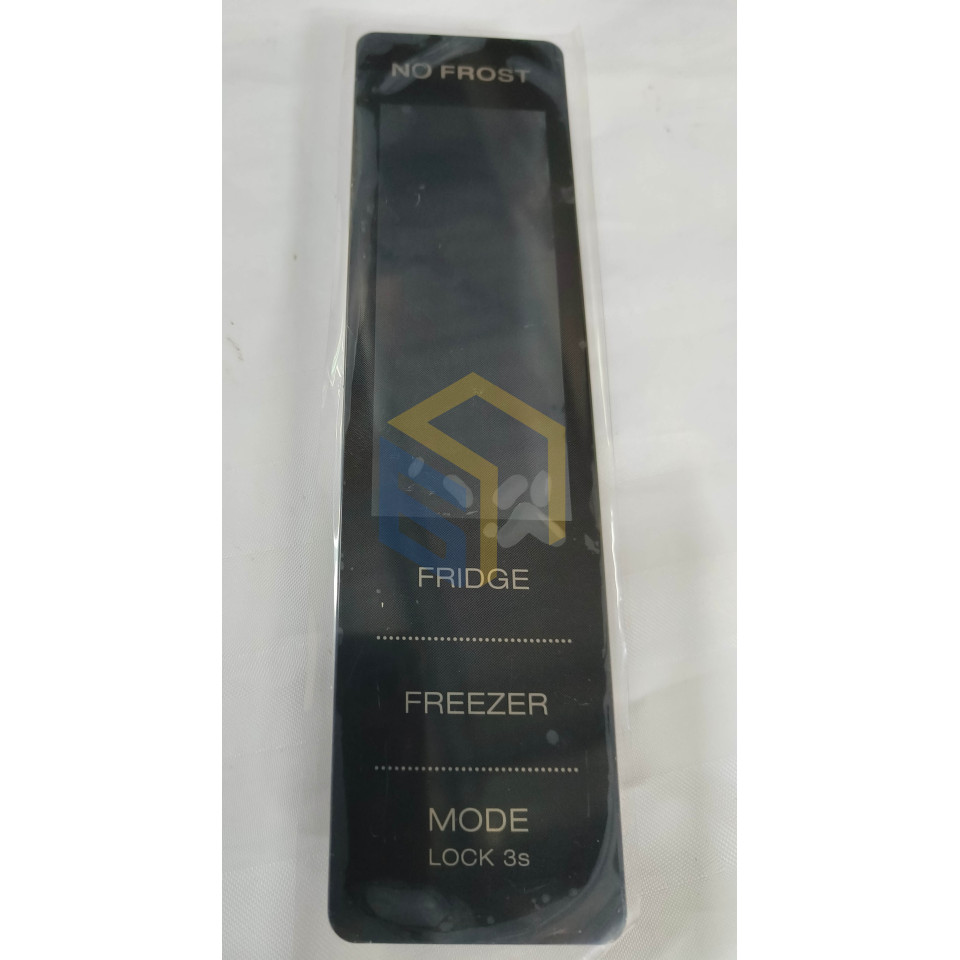 NO FROST
FRIDGE
FREEZER
MODE
LOCK 3s